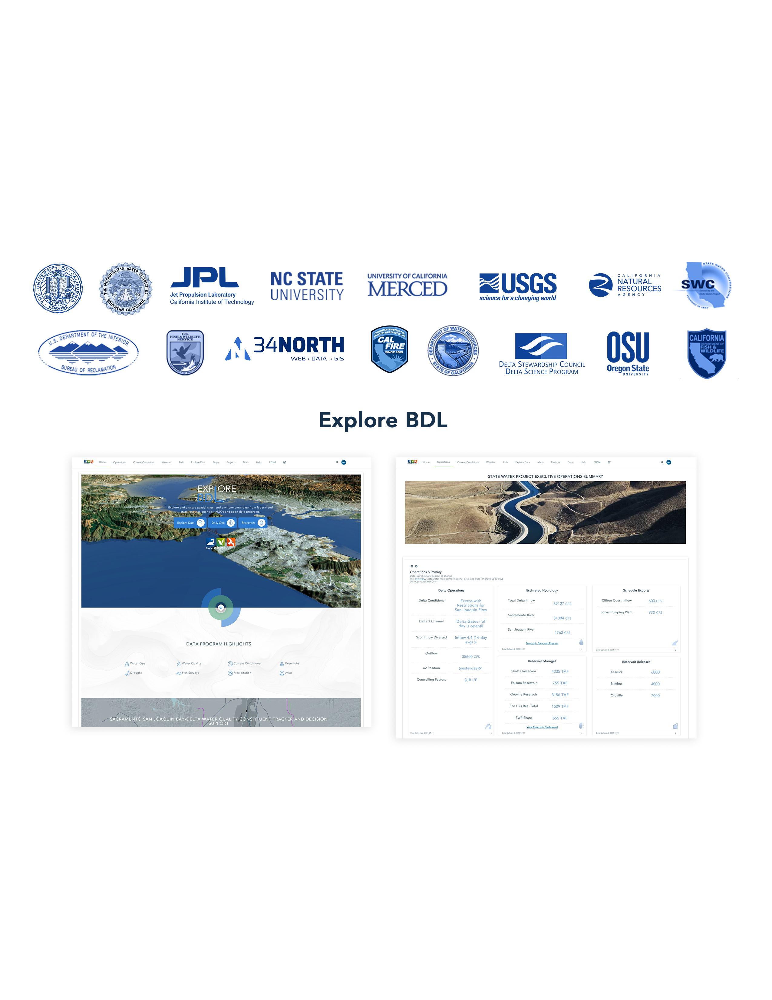 THE · UNIVERSITY · OF · CALIFORNIA
LET THERE BE LIGHT
DAVIS
THE METROPOLITAN WATER DISTRICT OF
SOUTHERN CALIFORNIA
JPL
Jet Propulsion Laboratory
California Institute of Technology
NC STATE
UNIVERSITY
UNIVERSITY OF CALIFORNIA
MERCED
USGS
science for a changing world
CALIFORNIA
NATURAL
RESOURCES
AGENCY
STATE WATER CONTRACTORS
SWC
U.S. DEPARTMENT OF THE INTERIOR
BUREAU OF RECLAMATION
U.S.
FISH & WILDLIFE
SERVICE
34NORTH
WEB · DATA · GIS
CALIFORNIA DEPARTMENT OF
FORESTRY & FIRE PROTECTION
CAL
FIRE
SINCE 1885
DEPARTMENT OF WATER RESOURCES
STATE OF CALIFORNIA
DELTA STEWARDSHIP COUNCIL
DELTA SCIENCE PROGRAM
OSU
Oregon State
UNIVERSITY
CALIFORNIA
DEPARTMENT OF
FISH &
WILDLIFE
Explore BDL
Home Operations Current Conditions Weather Fish Explore Data Maps Projects Docs Help EDSM AY
EXPLORE
BDL
Explore and analyze spatial water and environmental data from federal and
state resource agencies, NGOs and open data programs.
Explore Data Daily Ops Reservoirs
BAY-DELTA-LIVE
DATA PROGRAM HIGHLIGHTS
Water Ops Water Quality Current Conditions Reservoirs
Drought Fish Surveys Precipitation Atlas
SACRAMENTO SAN JOAQUIN BAY-DELTA WATER QUALITY CONSTITUENT TRACKER AND DECISION
SUPPORT
Home Operations Current Conditions Weather Fish Explore Data Maps Projects Docs Help EDSM AY
STATE WATER PROJECT EXECUTIVE OPERATIONS SUMMARY
Operations Summary
Data is preliminary, subject to change
This summary, State water Project informational data, and data for previous 30 days
Data Collected: 2024-04-11
Delta Operations
Delta Conditions Excess with
Restrictions for
San Joaquin Flow
Delta X Channel Delta Gates ( of
day is open)0
% of Inflow Diverted Inflow 4.4 (14-day
avg) %
Outflow 35600 CFS
X2 Position (yesterday)61
Controlling Factors SJR I/E
Data Collected: 2024-04-11
Estimated Hydrology
Total Delta Inflow 39127 CFS
Sacramento River 31384 CFS
San Joaquin River 4763 CFS
Reservoir Data and Reports
Data Collected: 2024-04-11
Schedule Exports
Clifton Court Inflow 600 CFS
Jones Pumping Plant 970 CFS
Data Collected: 2024-04-11
Reservoir Storages
Shasta Reservoir 4335 TAF
Folsom Reservoir 755 TAF
Oroville Reservoir 3156 TAF
San Luis Res. Total 1509 TAF
SWP Share 555 TAF
View Reservoir Dashboard
Data Collected: 2024-04-11
Reservoir Releases
Keswick 6000
Nimbus 4000
Oroville 7000
Data Collected: 2024-04-11